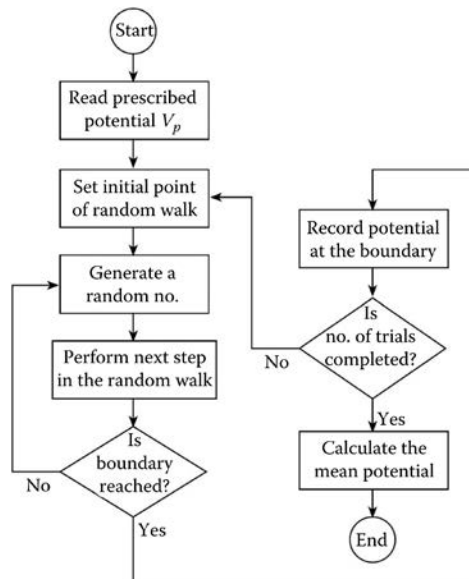 Start
Read prescribed
potential Vp
Set initial point
of random walk
Generate a
random no.
Perform next step
in the random walk
Is
boundary
reached?
No
Yes
Record potential
at the boundary
Is
no. of trials
completed?
No
Yes
Calculate the
mean potential
End